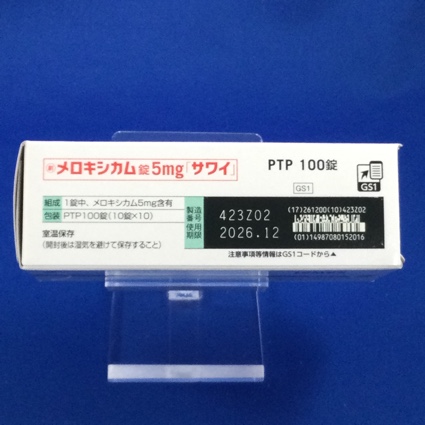 メロキシカム錠5mg「サワイ」
PTP 100錠
GS1
GS1
組成 1錠中、メロキシカム5mg含有
包装 PTP100錠(10錠×10)
室温保存
(開封後は湿気を避けて保存すること)
製造番号 423Z02
使用期限 2026.12
(17)261200(10)423Z02
(01)14987080152016
注意事項等情報はGS1コードから▲